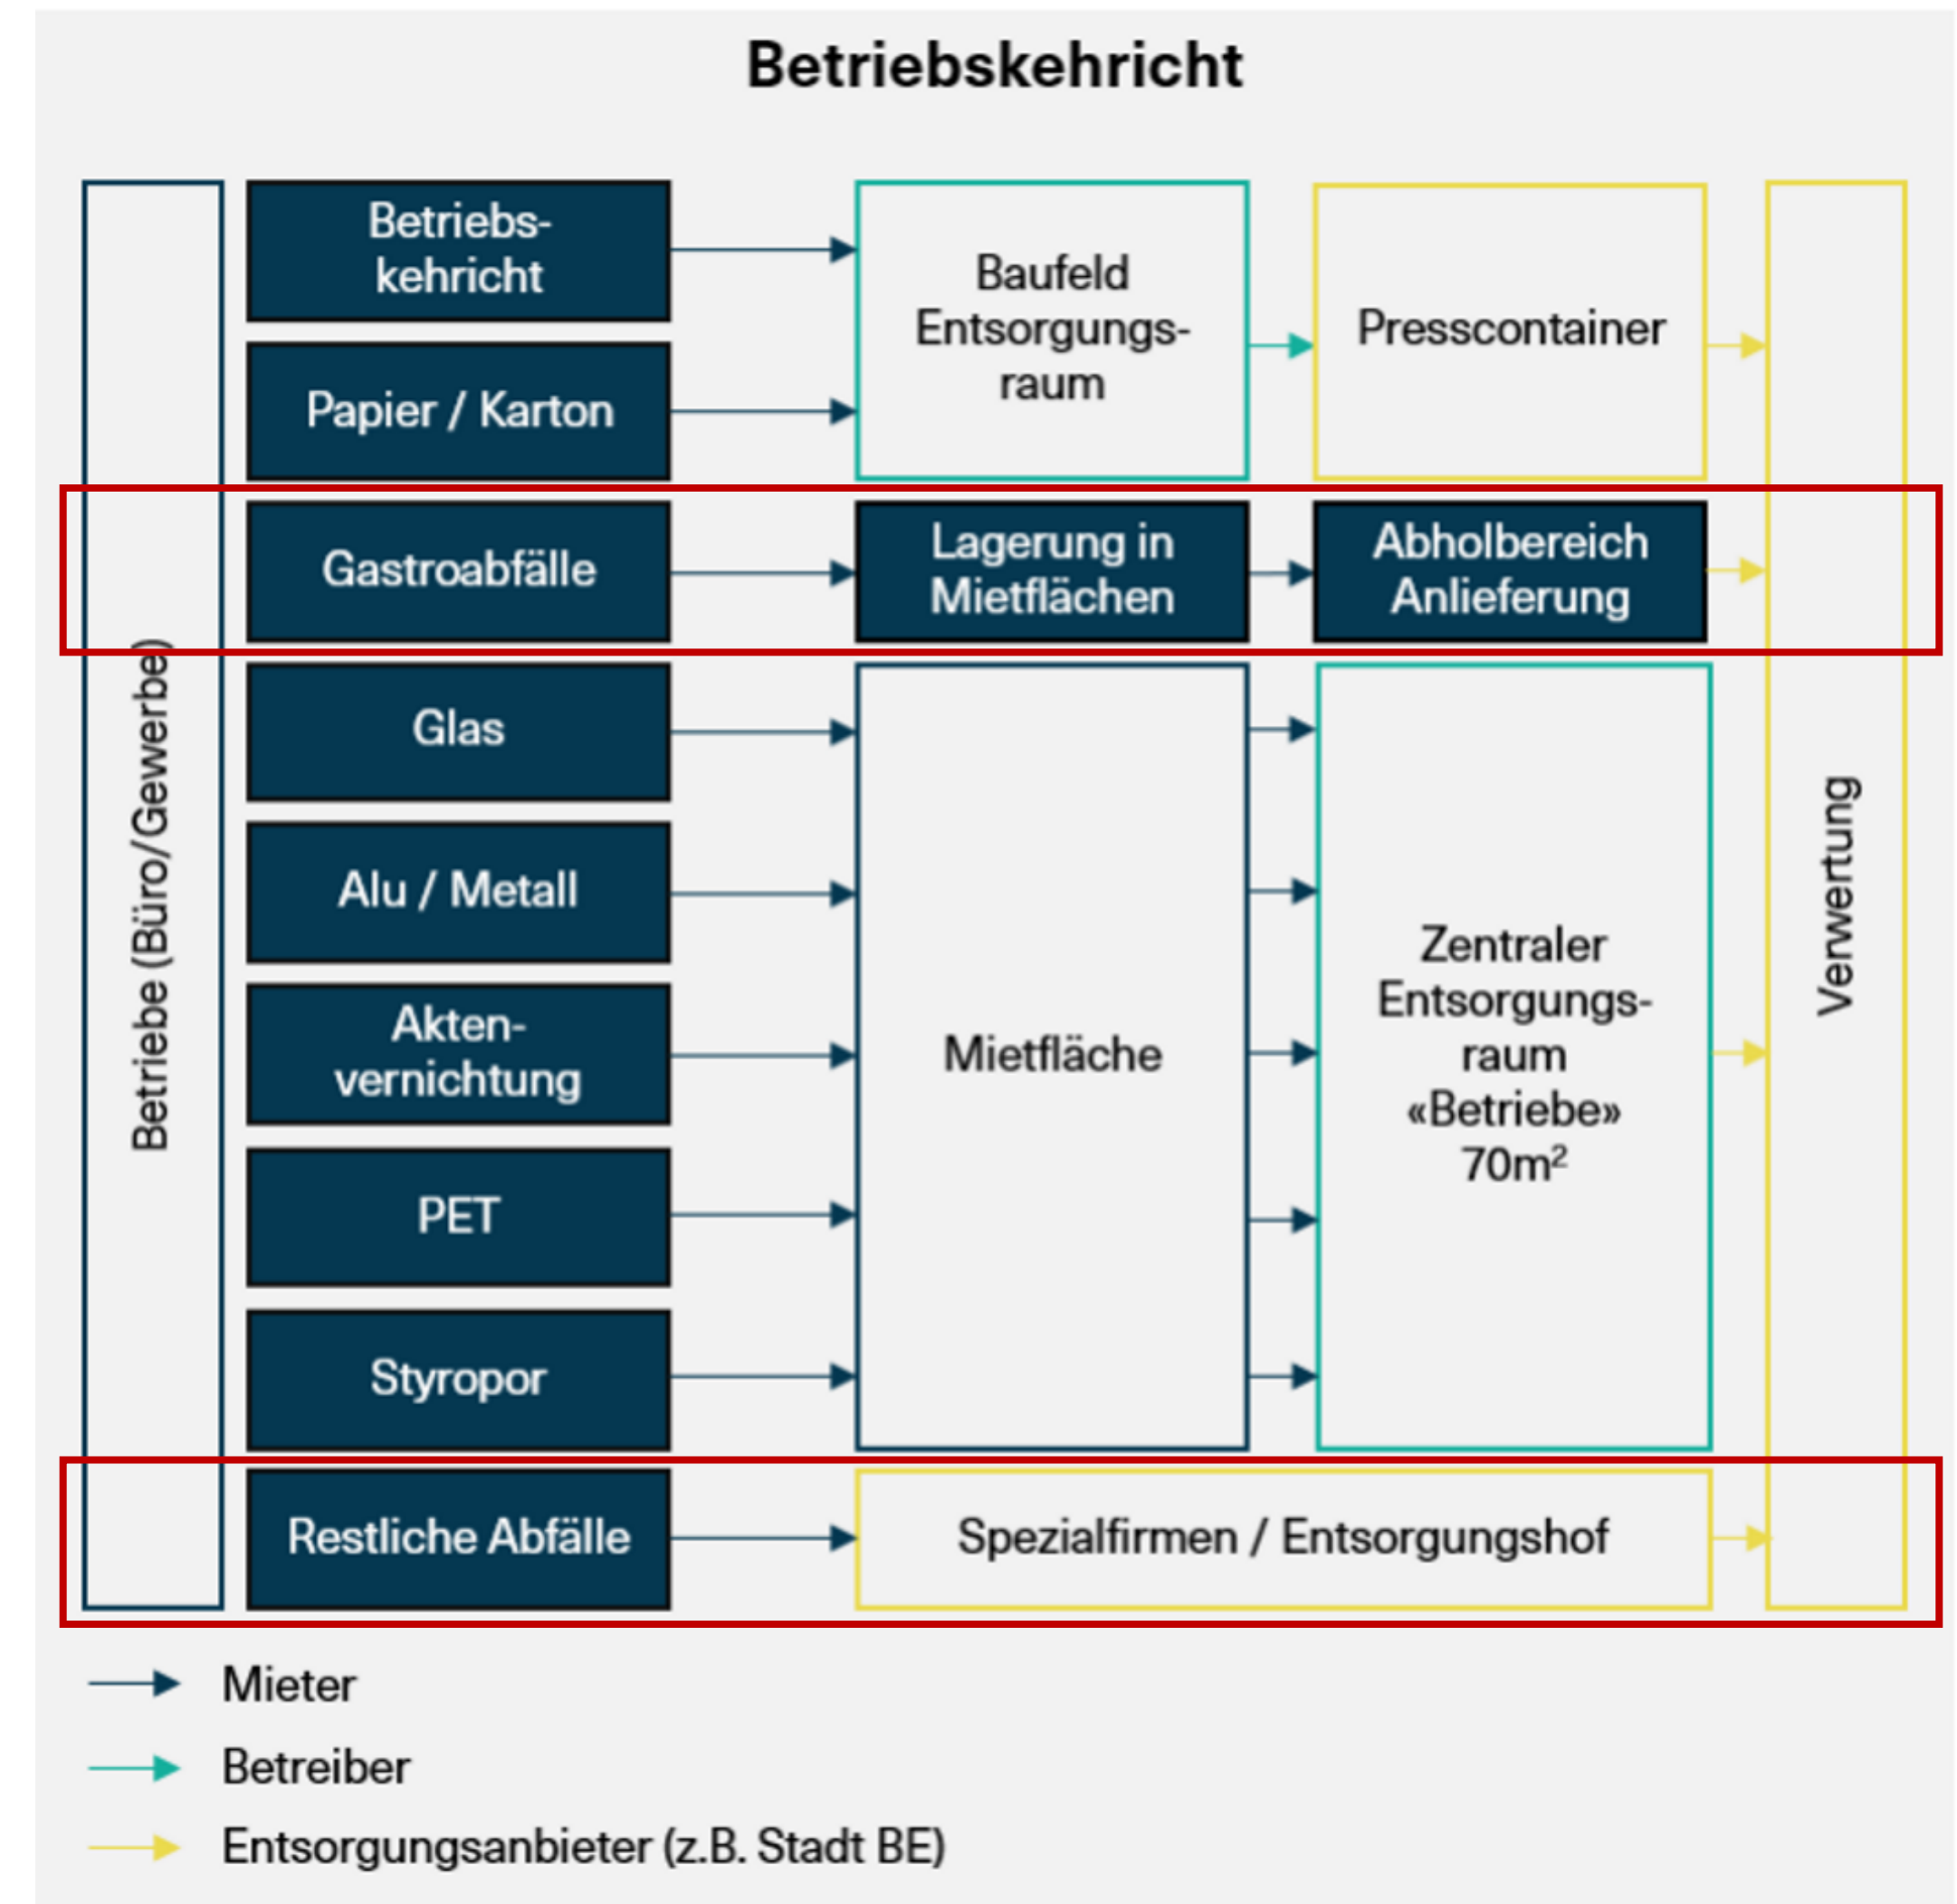 Betriebskehricht
Betriebe (Büro/Gewerbe)
Betriebs-
kehricht
Papier / Karton
Baufeld
Entsorgungs-
raum
Presscontainer
Gastroabfälle
Lagerung in
Mietflächen
Abholbereich
Anlieferung
Glas
Alu / Metall
Akten-
vernichtung
PET
Styropor
Mietfläche
Zentraler
Entsorgungs-
raum
«Betriebe»
70m²
Restliche Abfälle
Spezialfirmen / Entsorgungshof
Verwertung
Mieter
Betreiber
Entsorgungsanbieter (z.B. Stadt BE)